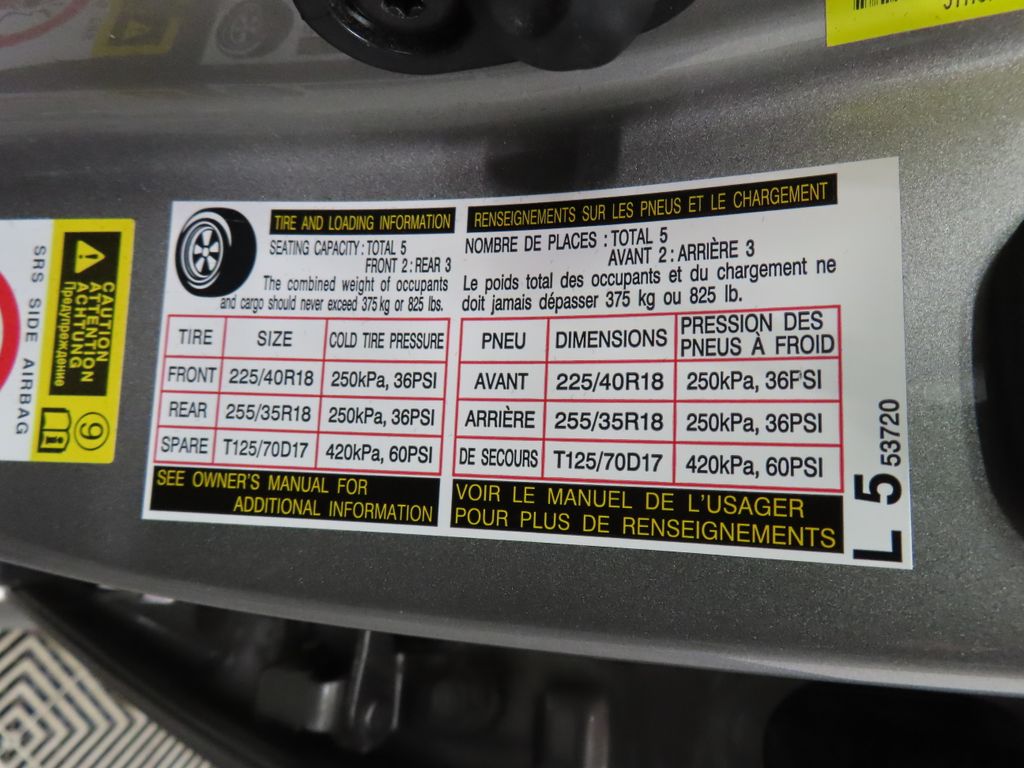 TIRE AND LOADING INFORMATION
SEATING CAPACITY : TOTAL 5
FRONT 2 : REAR 3
The combined weight of occupants
and cargo should never exceed 375 kg or 825 lbs.
TIRE SIZE COLD TIRE PRESSURE
FRONT 225/40R18 250kPa, 36PSI
REAR 255/35R18 250kPa, 36PSI
SPARE T125/70D17 420kPa, 60PSI
SEE OWNER'S MANUAL FOR
ADDITIONAL INFORMATION
RENSEIGNEMENTS SUR LES PNEUS ET LE CHARGEMENT
NOMBRE DE PLACES : TOTAL 5
AVANT 2 : ARRIÈRE 3
Le poids total des occupants et du chargement ne
doit jamais dépasser 375 kg ou 825 lb.
PNEU DIMENSIONS PRESSION DES
PNEUS À FROID
AVANT 225/40R18 250kPa, 36PSI
ARRIÈRE 255/35R18 250kPa, 36PSI
DE SECOURS T125/70D17 420kPa, 60PSI
VOIR LE MANUEL DE L'USAGER
POUR PLUS DE RENSEIGNEMENTS
L 5
53720
CAUTION
ATTENTION
ACHTUNG
Предупреждение
9
SRS SIDE AIRBAG